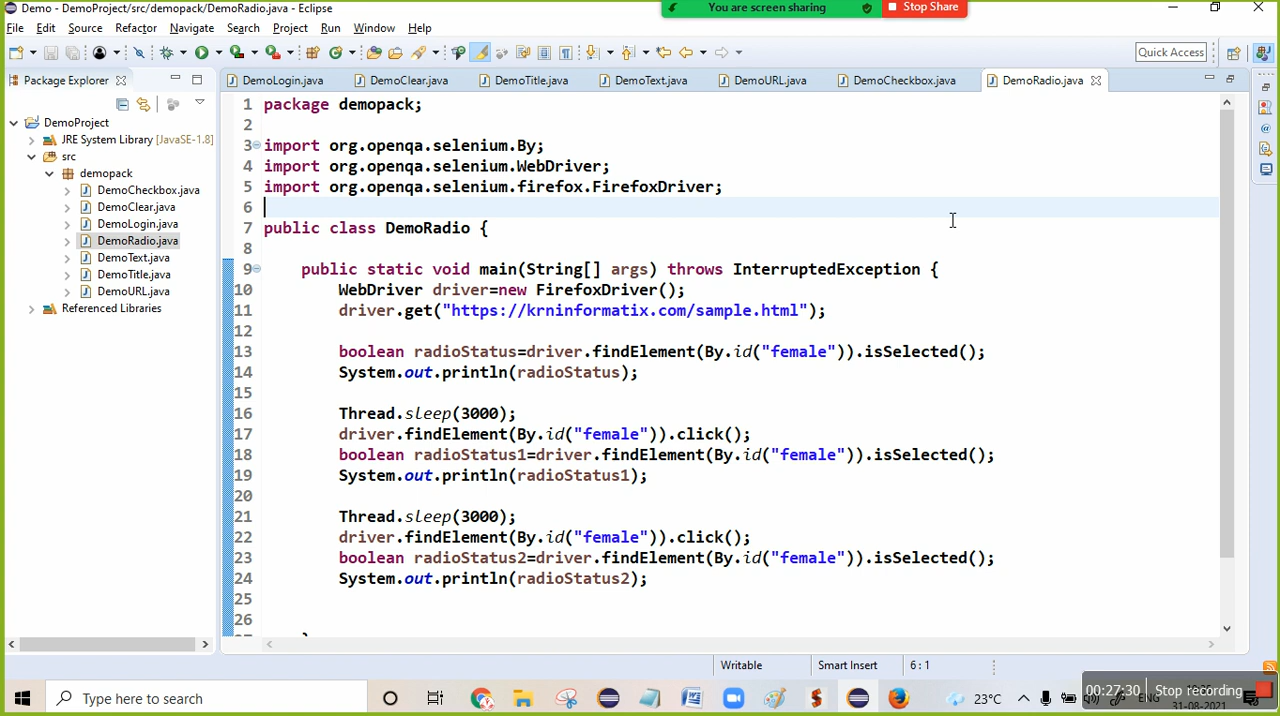 Demo - DemoProject/src/demopack/DemoRadio.java - Eclipse
You are screen sharing
Stop Share
File Edit Source Refactor Navigate Search Project Run Window Help
Quick Access
Package Explorer
DemoLogin.java DemoClear.java DemoTitle.java DemoText.java DemoURL.java DemoCheckbox.java DemoRadio.java
DemoProject
JRE System Library [JavaSE-1.8]
src
demopack
DemoCheckbox.java
DemoClear.java
DemoLogin.java
DemoRadio.java
DemoText.java
DemoTitle.java
DemoURL.java
Referenced Libraries
1 package demopack;
2
3 import org.openqa.selenium.By;
4 import org.openqa.selenium.WebDriver;
5 import org.openqa.selenium.firefox.FirefoxDriver;
6
7 public class DemoRadio {
8
9 public static void main(String[] args) throws InterruptedException {
10 WebDriver driver=new FirefoxDriver();
11 driver.get("https://krninformatix.com/sample.html");
12
13 boolean radioStatus=driver.findElement(By.id("female")).isSelected();
14 System.out.println(radioStatus);
15
16 Thread.sleep(3000);
17 driver.findElement(By.id("female")).click();
18 boolean radioStatus1=driver.findElement(By.id("female")).isSelected();
19 System.out.println(radioStatus1);
20
21 Thread.sleep(3000);
22 driver.findElement(By.id("female")).click();
23 boolean radioStatus2=driver.findElement(By.id("female")).isSelected();
24 System.out.println(radioStatus2);
25
26
Writable Smart Insert 6 : 1
Type here to search
23°C
ENG
31-08-2021
00:27:30 Stop recording